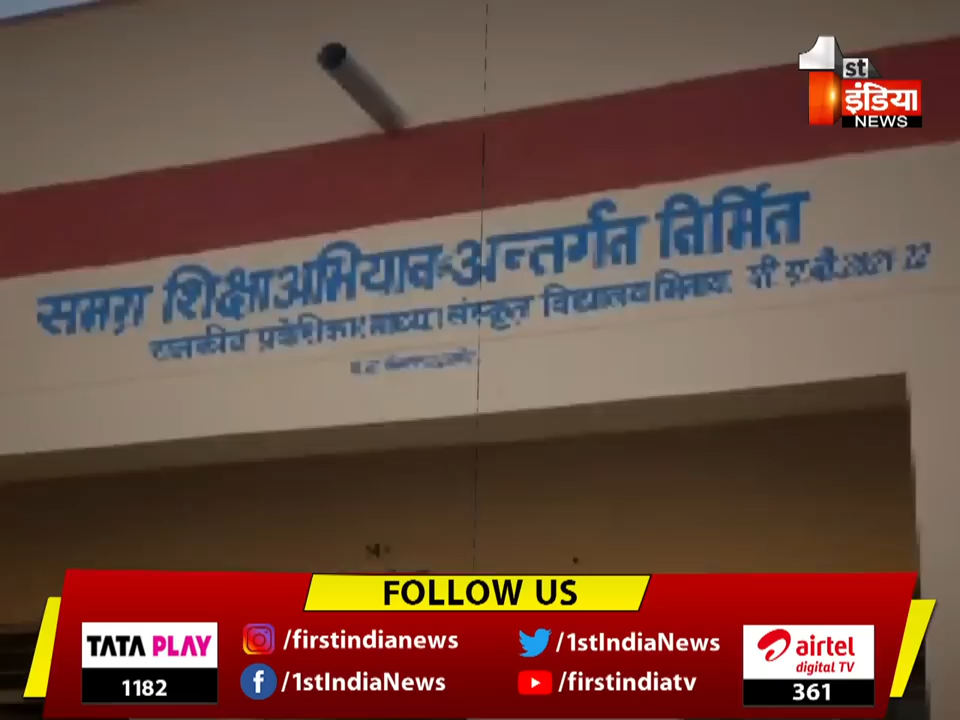 1st
इंडिया
NEWS
समग्र शिक्षा अभियान अन्तर्गत निर्मित
संस्कृत विद्यालय
FOLLOW US
TATA PLAY
1182
/firstindianews
/1stIndiaNews
/1stIndiaNews
/firstindiatv
airtel
digital TV
361